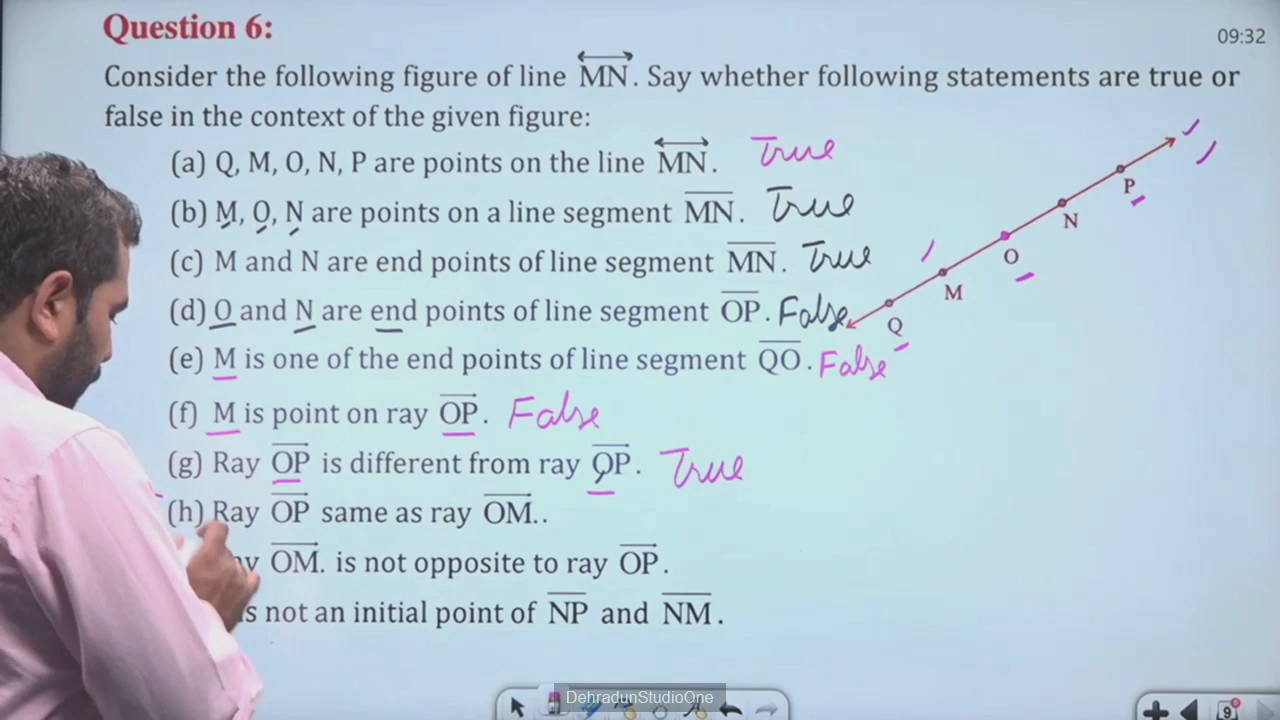 Question 6:
09:32
Consider the following figure of line MN. Say whether following statements are true or
false in the context of the given figure:
(a) Q, M, O, N, P are points on the line MN. True
(b) M, O, N are points on a line segment MN. True
(c) M and N are end points of line segment MN. True
(d) O and N are end points of line segment OP. False
(e) M is one of the end points of line segment QO. False
(f) M is point on ray OP. False
(g) Ray OP is different from ray QP. True
(h) Ray OP same as ray OM..
OM. is not opposite to ray OP.
not an initial point of NP and NM.
P
N
O
M
Q
DehradunStudioOne
9